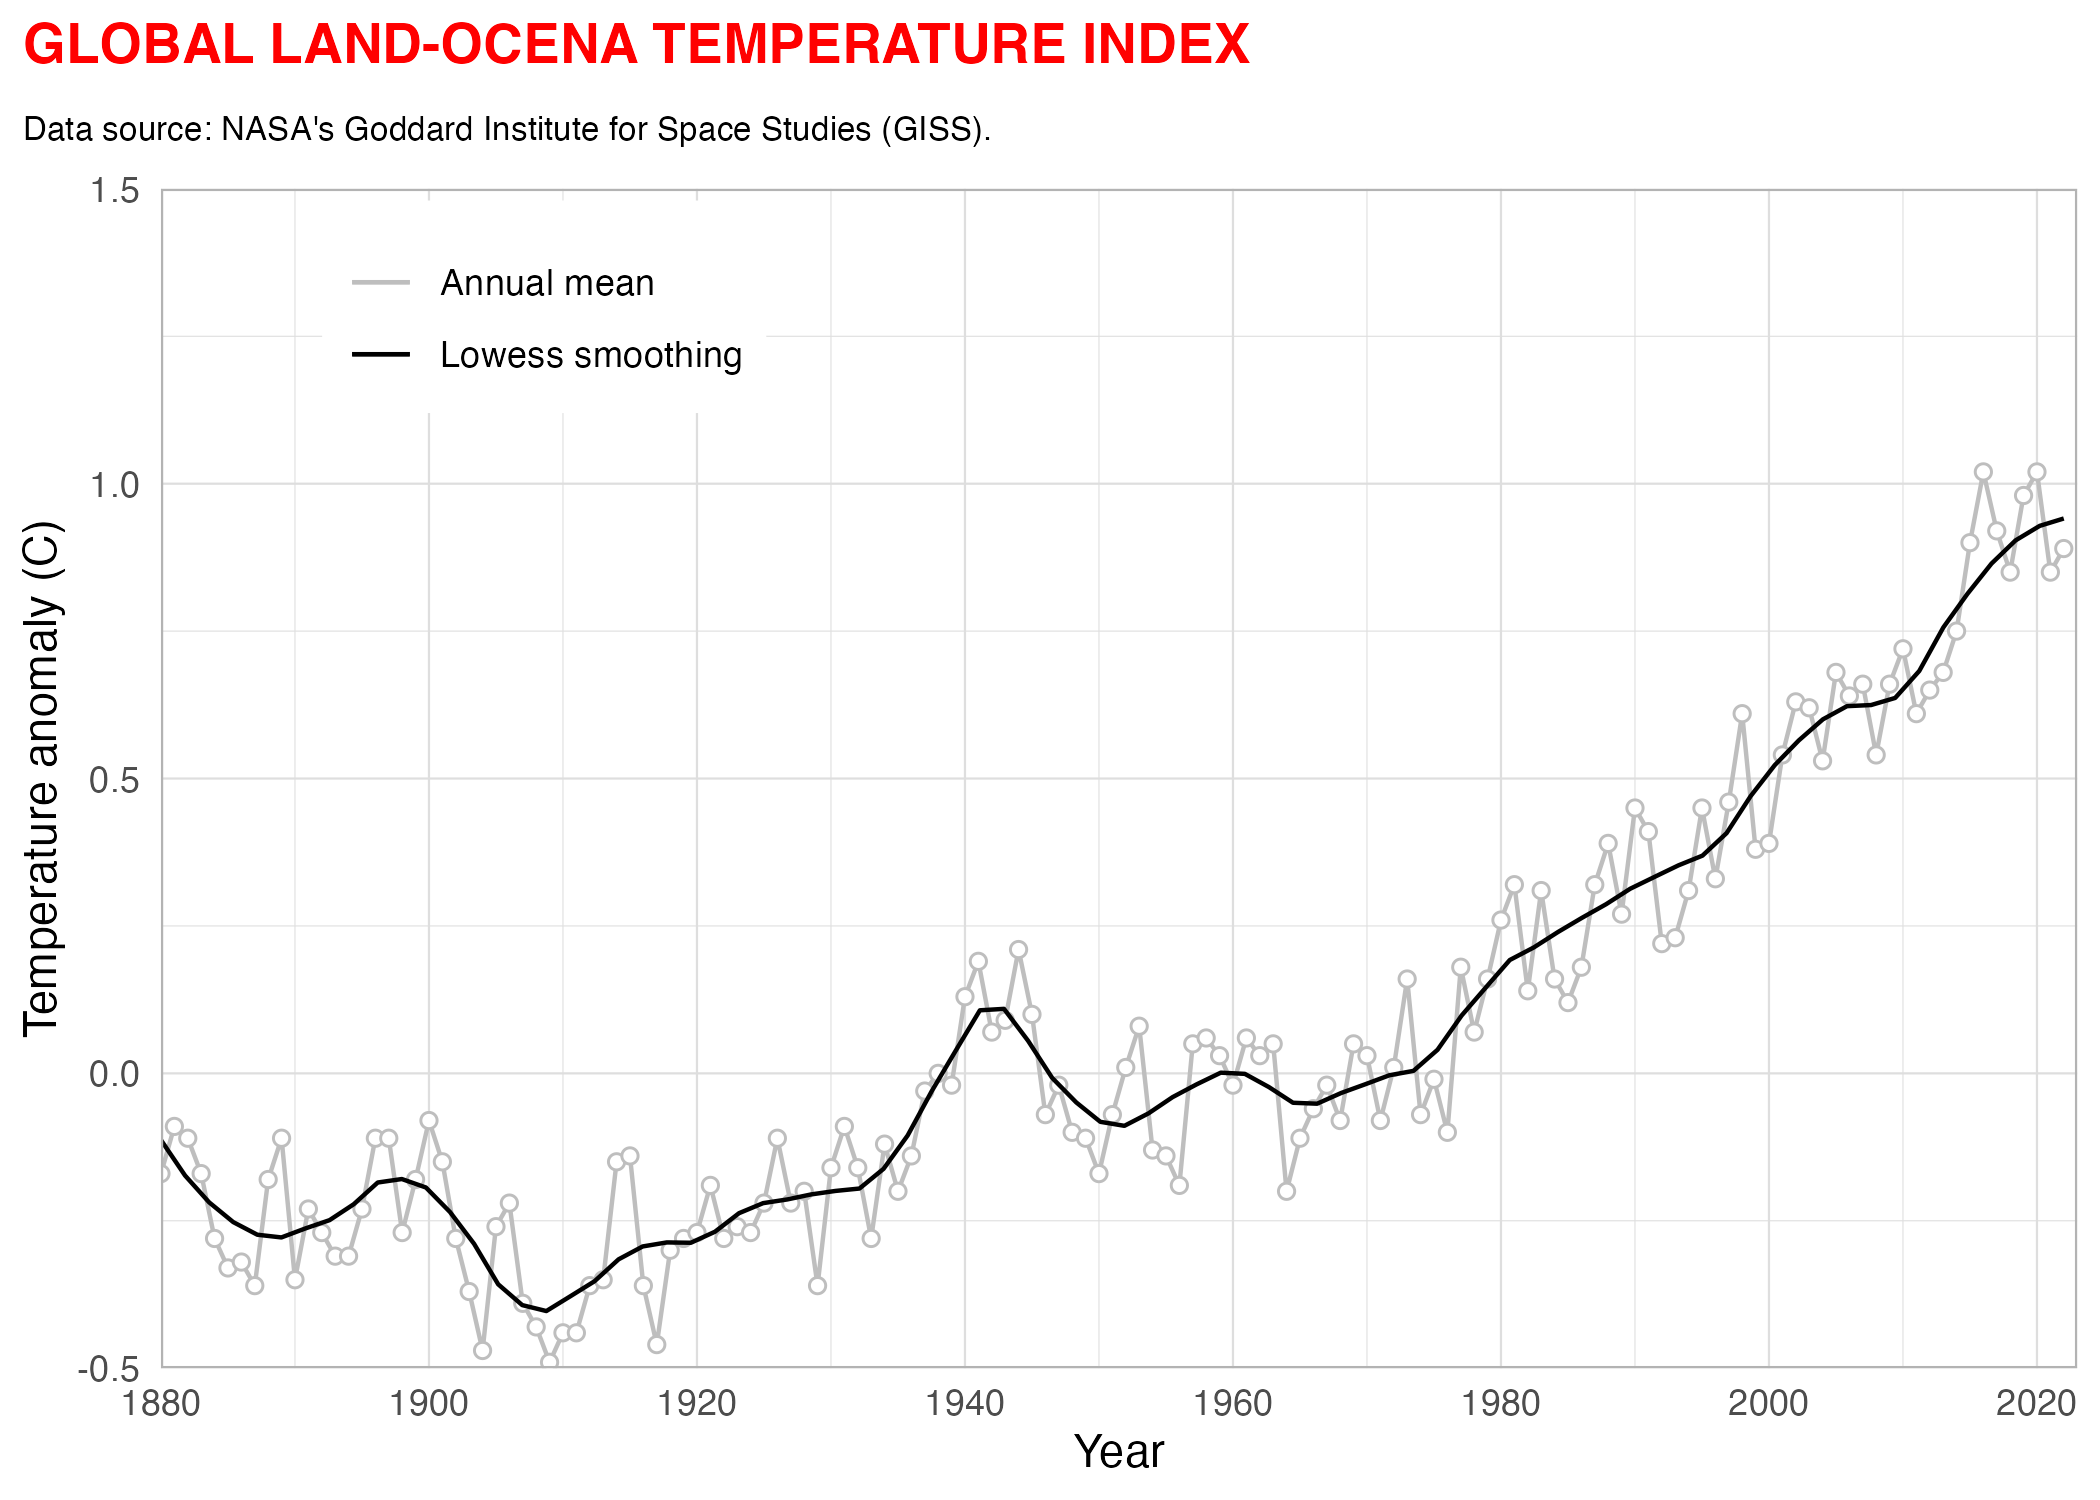 GLOBAL LAND-OCENA TEMPERATURE INDEX
Data source: NASA's Goddard Institute for Space Studies (GISS).
1.5
Annual mean
Lowess smoothing
1.0
0.5
0.0
-0.5
Temperature anomaly (C)
1880 1900 1920 1940 1960 1980 2000 2020
Year